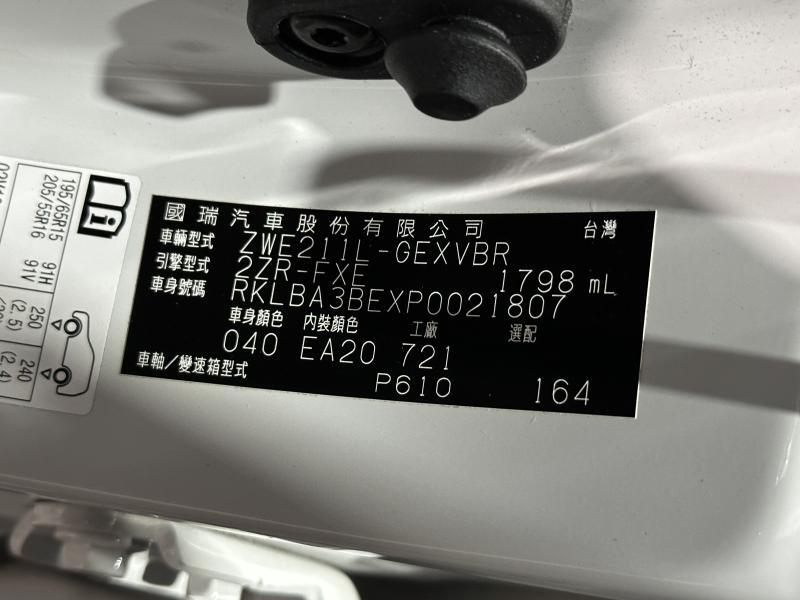 國瑞汽車股份有限公司 台灣
車輛型式 ZWE211L-GEXVBR
引擎型式 2ZR-FXE 1798 mL
車身號碼 RKLBA3BEXP0021807
車身顏色 內裝顏色 工廠 選配
040 EA20 721
車軸/變速箱型式
P610 164
195/65R15 91H
205/55R16 91V
250 (2,5)
240 (2,4)